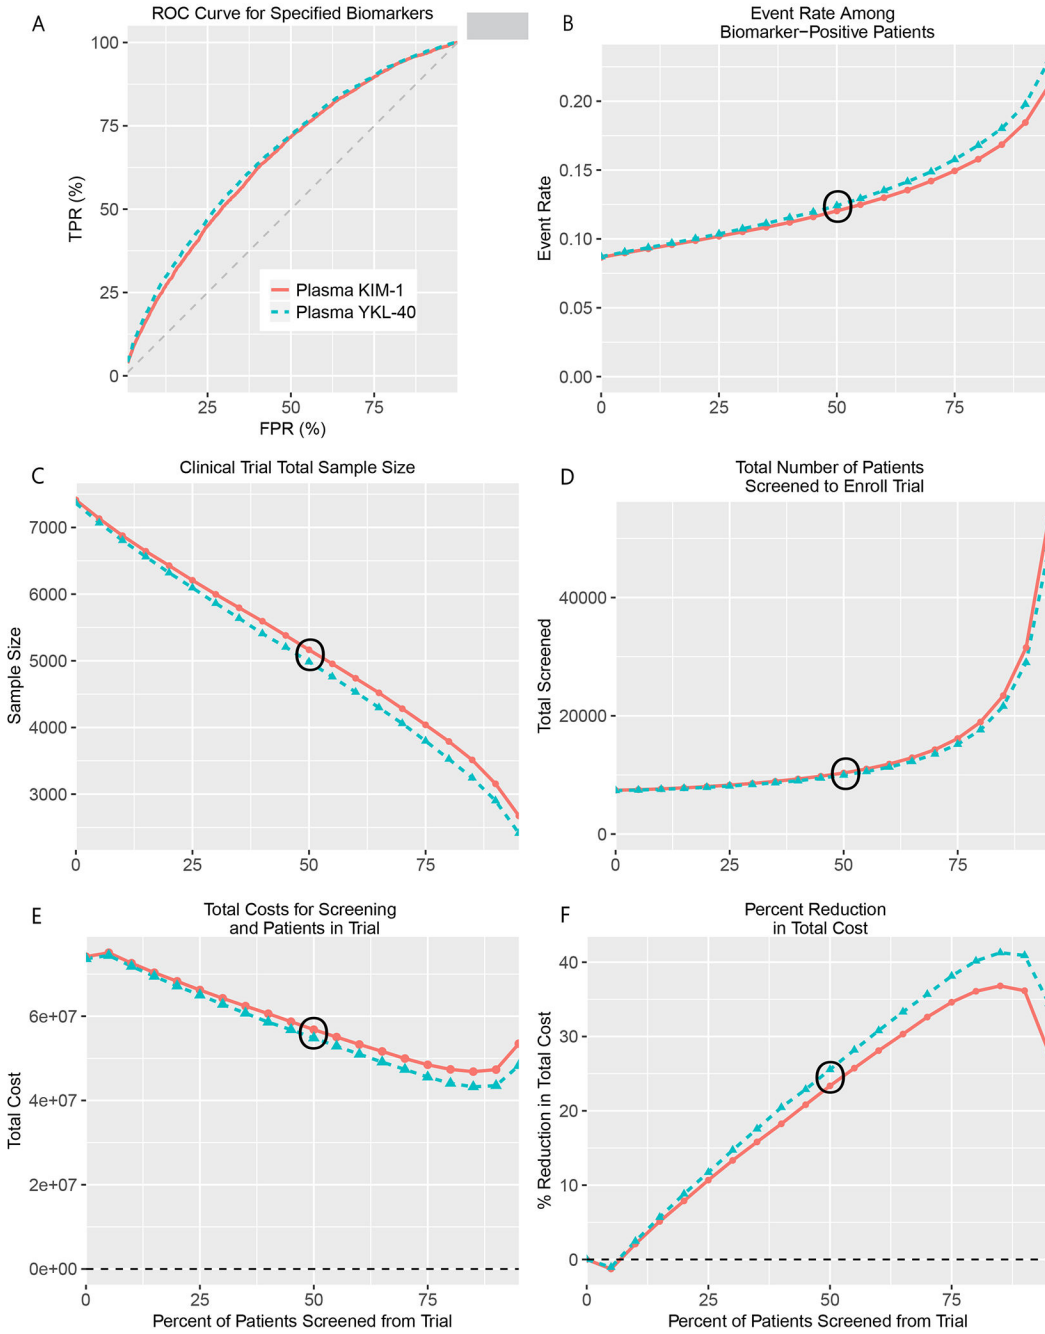 A
ROC Curve for Specified Biomarkers
TPR (%)
100
75
50
25
0
Plasma KIM-1
Plasma YKL-40
25
50
75
FPR (%)
B
Event Rate Among
Biomarker−Positive Patients
Event Rate
0.20
0.15
0.10
0.05
0.00
0
25
50
75
C
Clinical Trial Total Sample Size
Sample Size
7000
6000
5000
4000
3000
0
25
50
75
D
Total Number of Patients
Screened to Enroll Trial
Total Screened
40000
20000
0
0
25
50
75
E
Total Costs for Screening
and Patients in Trial
Total Cost
6e+07
4e+07
2e+07
0e+00
0
25
50
75
Percent of Patients Screened from Trial
F
Percent Reduction
in Total Cost
% Reduction in Total Cost
40
30
20
10
0
0
25
50
75
Percent of Patients Screened from Trial